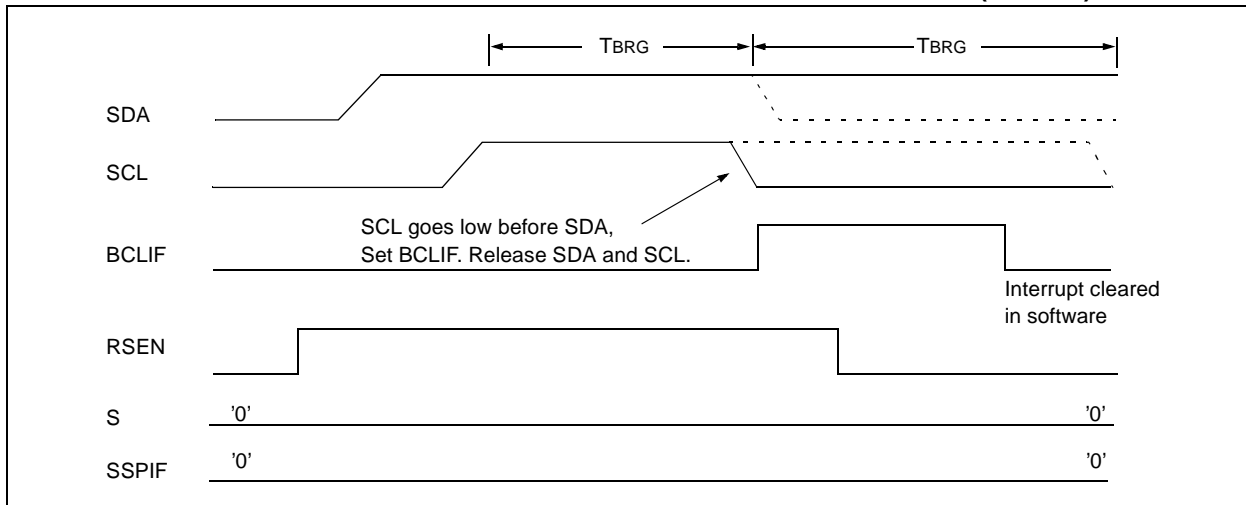 TBRG TBRG
SDA
SCL
SCL goes low before SDA,
Set BCLIF. Release SDA and SCL.
BCLIF
Interrupt cleared
in software
RSEN
S '0' '0'
SSPIF '0' '0'